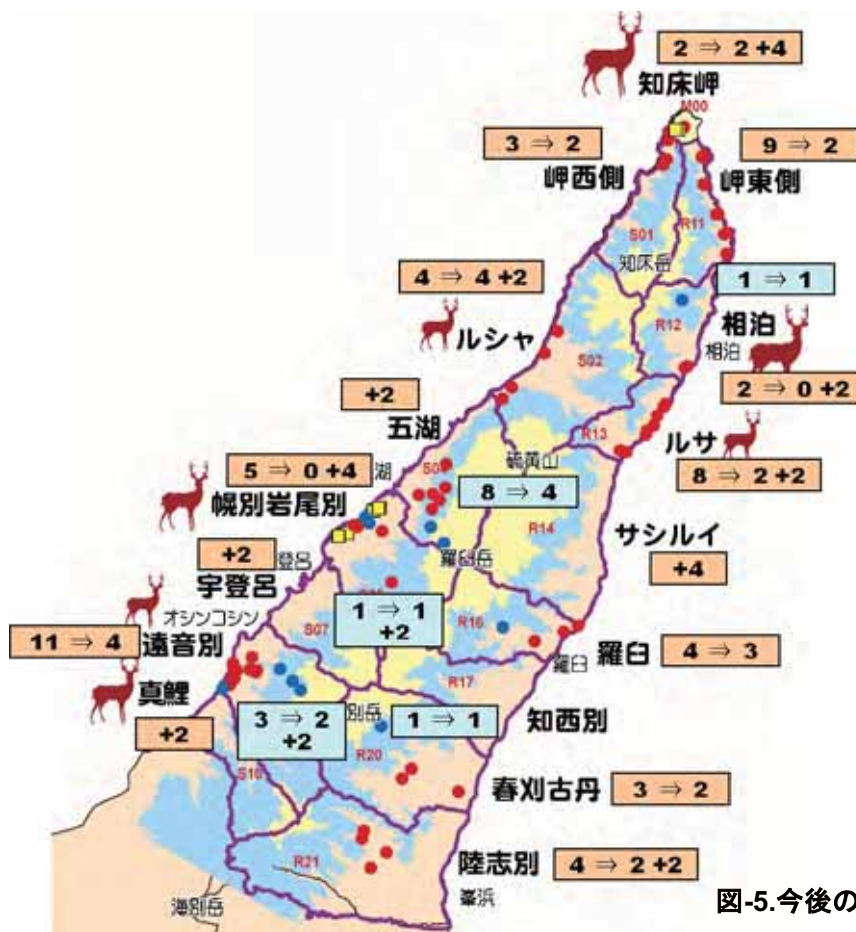 2 ⇒ 2 +4
知床岬
M00
3 ⇒ 2
9 ⇒ 2
岬西側
岬東側
R11
S01
知床岳
4 ⇒ 4 +2
1 ⇒ 1
ルシャ
R12
相泊
相泊
S02
+2
2 ⇒ 0 +2
五湖
R13
ルサ
硫黄山
5 ⇒ 0 +4
湖
8 ⇒ 2 +2
8 ⇒ 4
幌別岩尾別
R14
サシルイ
+2
登呂
羅臼岳
宇登呂
+4
オシンコシン
1 ⇒ 1
+2
S07
R16
11 ⇒ 4
遠音別
羅臼
羅臼
4 ⇒ 3
R17
真鯉
3 ⇒ 2
+2
別岳
1 ⇒ 1
知西別
+2
R20
S10
春刈古丹
3 ⇒ 2
R21
陸志別
4 ⇒ 2 +2
峯浜
海別岳
図-5.今後の